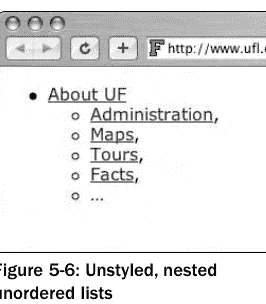 F http://www.ufl.
About UF
Administration,
Maps,
Tours,
Facts,
...
Figure 5-6: Unstyled, nested
unordered lists